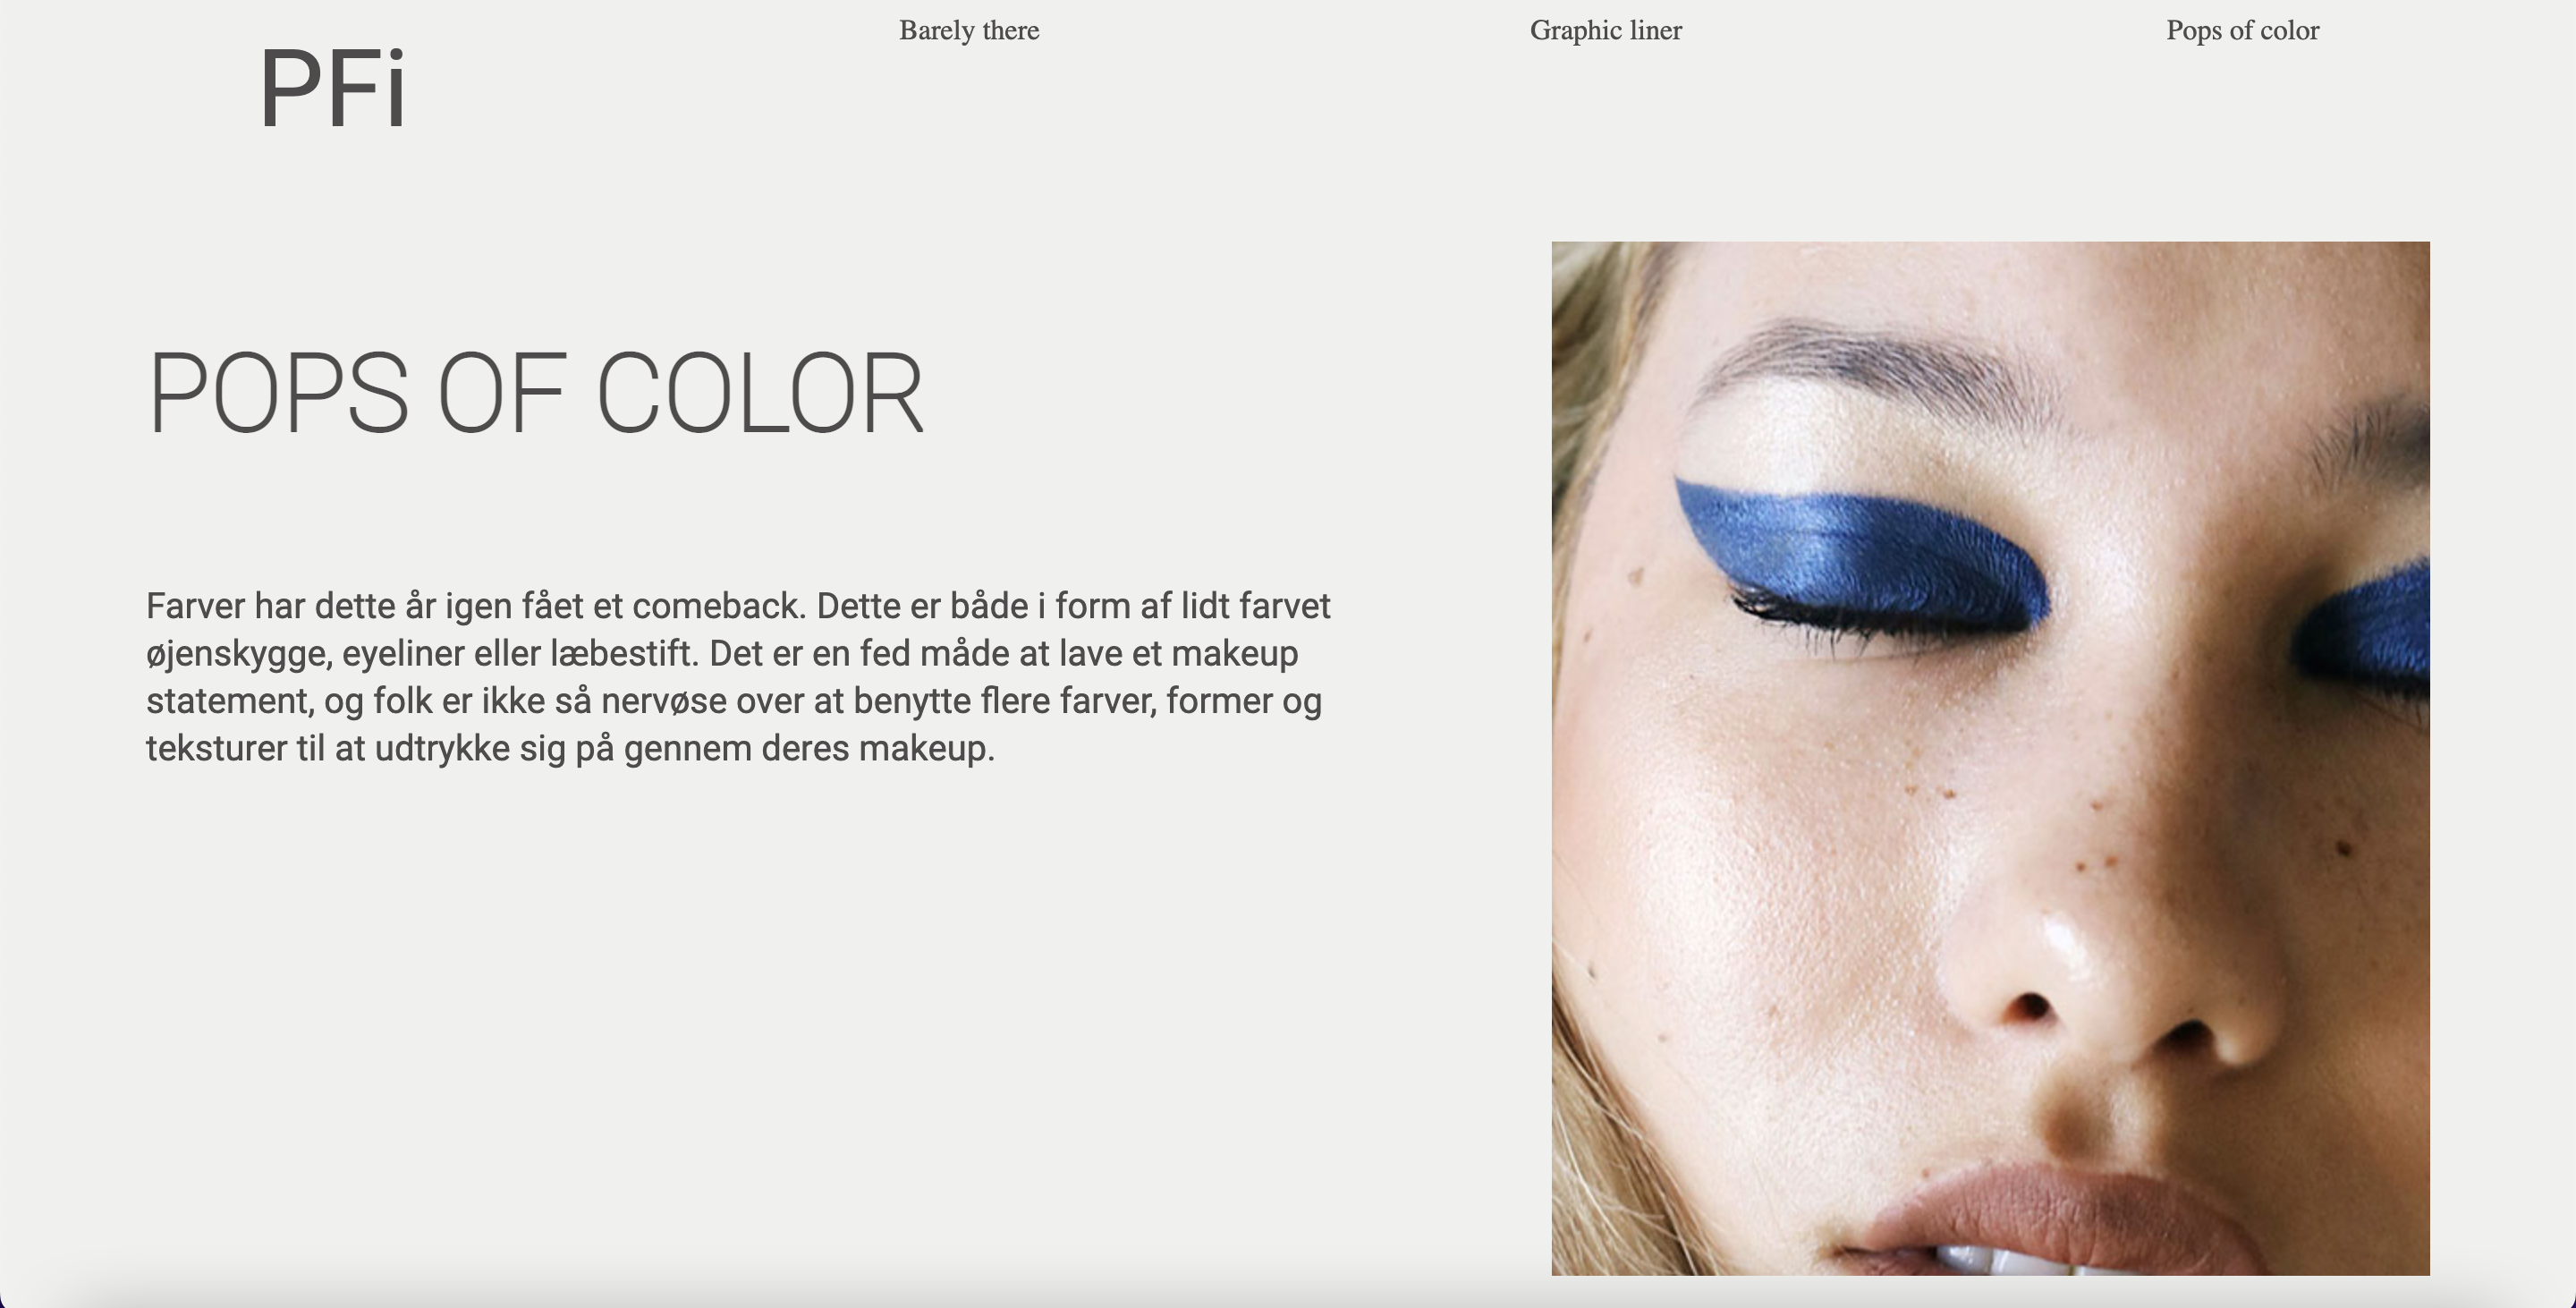 PFi
Barely there
Graphic liner
Pops of color
POPS OF COLOR
Farver har dette år igen fået et comeback. Dette er både i form af lidt farvet
øjenskygge, eyeliner eller læbestift. Det er en fed måde at lave et makeup
statement, og folk er ikke så nervøse over at benytte flere farver, former og
teksturer til at udtrykke sig på gennem deres makeup.